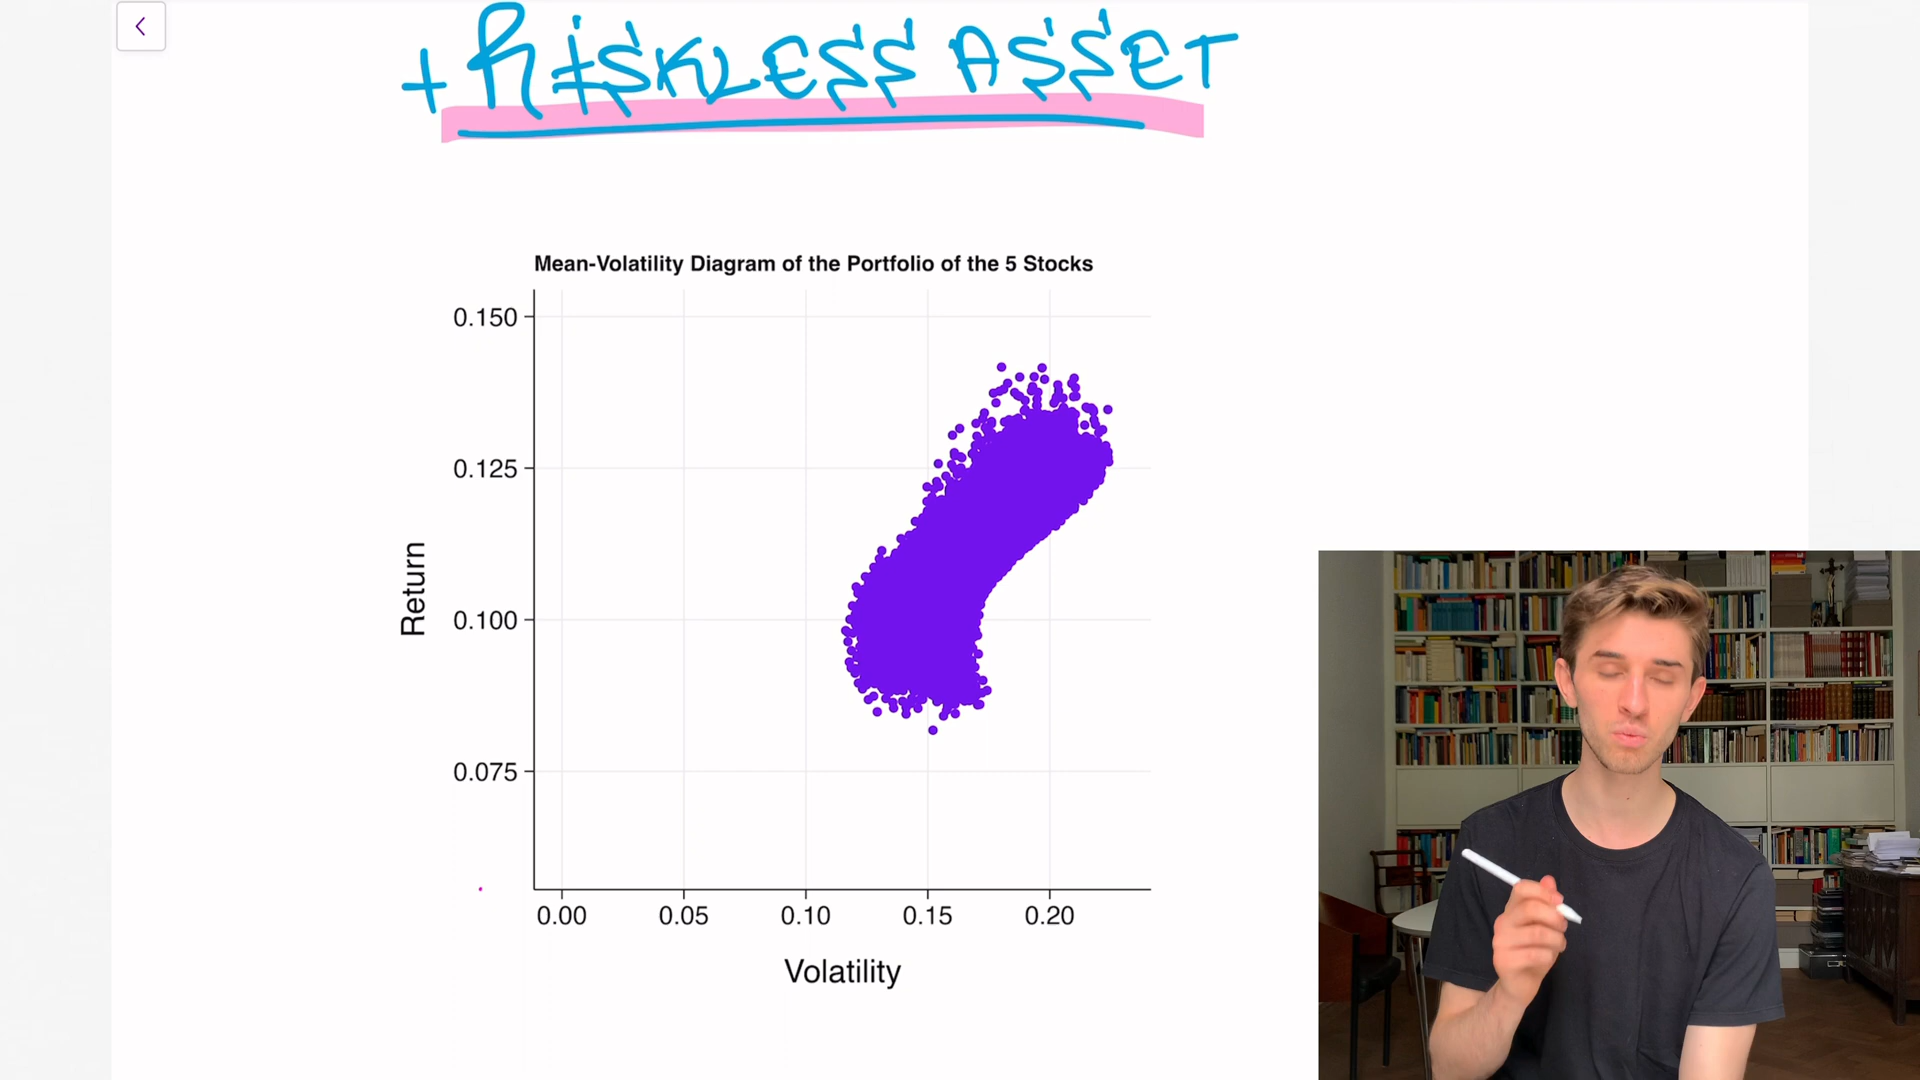 + RISKLESS ASSET
Mean-Volatility Diagram of the Portfolio of the 5 Stocks
0.150
0.125
0.100
0.075
Return
0.00 0.05 0.10 0.15 0.20
Volatility